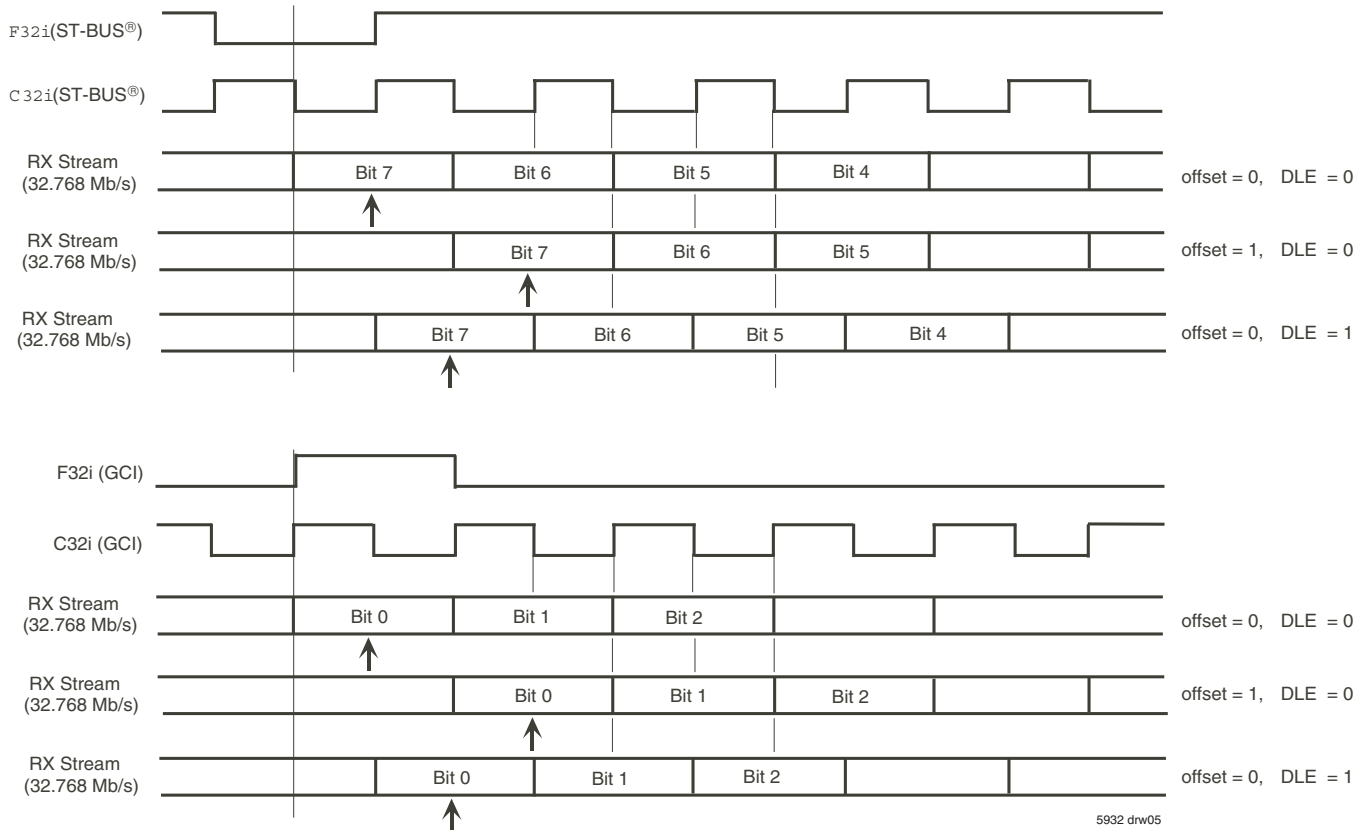 F32i(ST-BUS®)
C32i(ST-BUS®)
RX Stream
(32.768 Mb/s)
Bit 7
Bit 6
Bit 5
Bit 4
offset = 0, DLE = 0
RX Stream
(32.768 Mb/s)
Bit 7
Bit 6
Bit 5
offset = 1, DLE = 0
RX Stream
(32.768 Mb/s)
Bit 7
Bit 6
Bit 5
Bit 4
offset = 0, DLE = 1
F32i (GCI)
C32i (GCI)
RX Stream
(32.768 Mb/s)
Bit 0
Bit 1
Bit 2
offset = 0, DLE = 0
RX Stream
(32.768 Mb/s)
Bit 0
Bit 1
Bit 2
offset = 1, DLE = 0
RX Stream
(32.768 Mb/s)
Bit 0
Bit 1
Bit 2
offset = 0, DLE = 1
5932 drw05